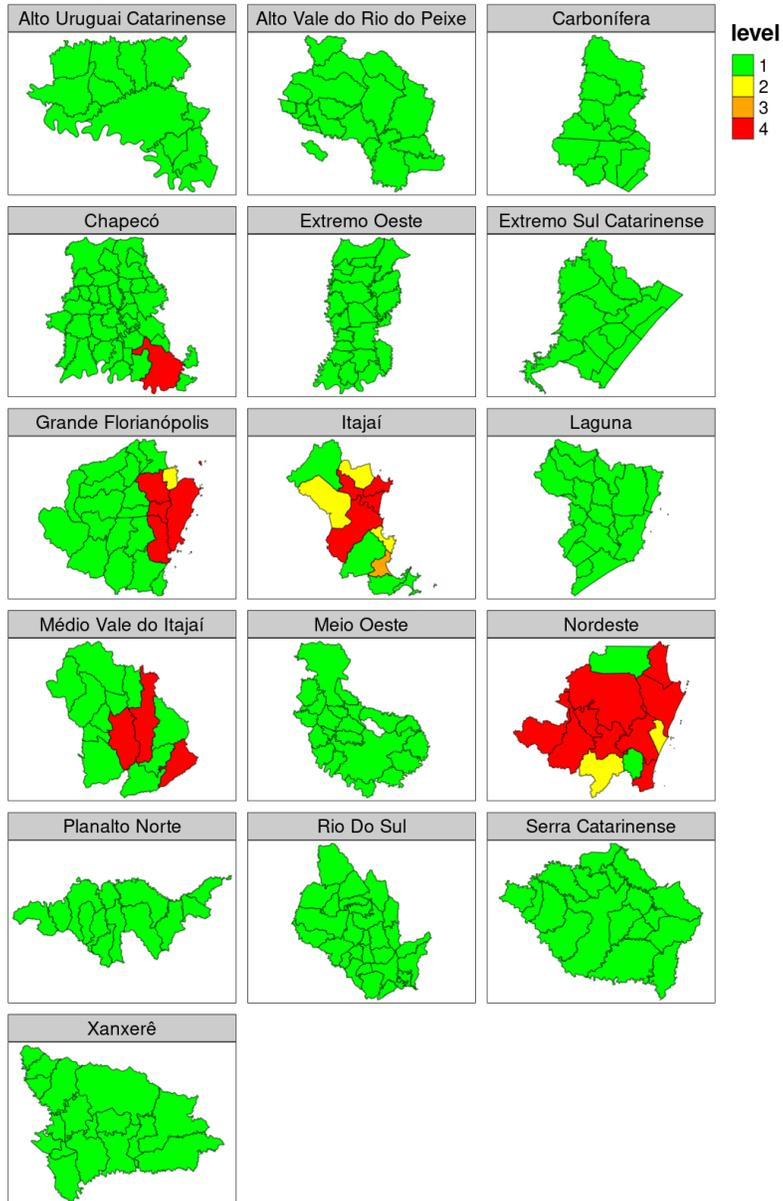 Alto Uruguai Catarinense
Alto Vale do Rio do Peixe
Carbonífera
level
1
2
3
4
Chapecó
Extremo Oeste
Extremo Sul Catarinense
Grande Florianópolis
Itajaí
Laguna
Médio Vale do Itajaí
Meio Oeste
Nordeste
Planalto Norte
Rio Do Sul
Serra Catarinense
Xanxerê